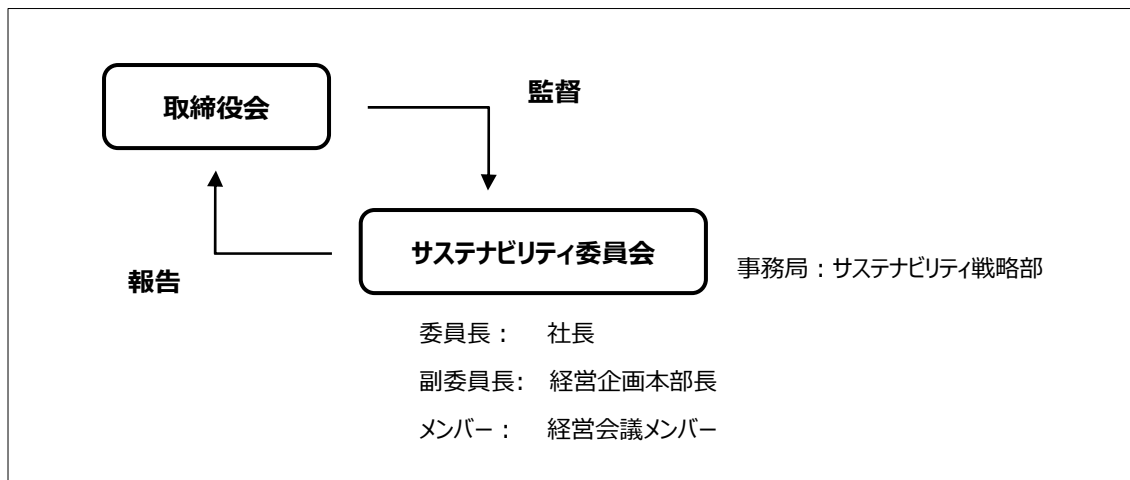 取締役会
監督
サステナビリティ委員会
事務局：サステナビリティ戦略部
報告
委員長： 社長
副委員長: 経営企画本部長
メンバー： 経営会議メンバー